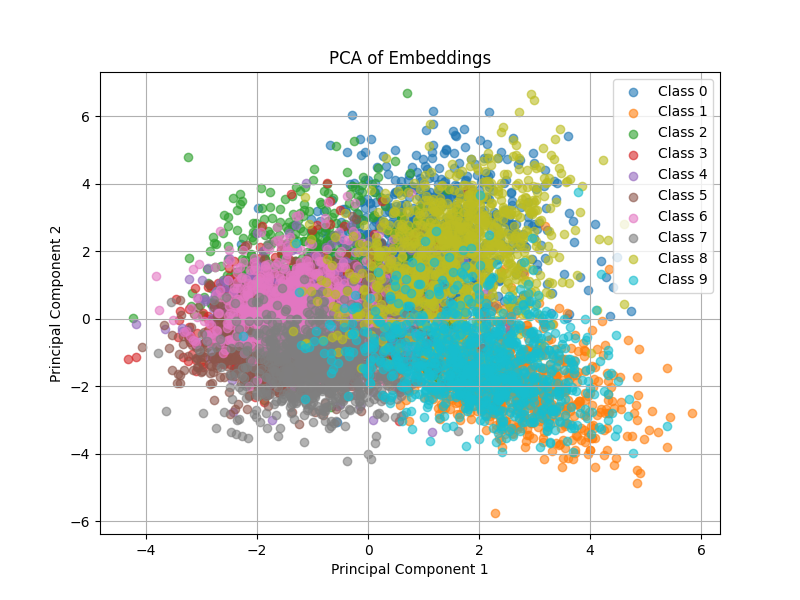 PCA of Embeddings
Class 0
Class 1
Class 2
Class 3
Class 4
Class 5
Class 6
Class 7
Class 8
Class 9
6
4
2
0
−2
−4
−6
Principal Component 2
−4
−2
0
2
4
6
Principal Component 1